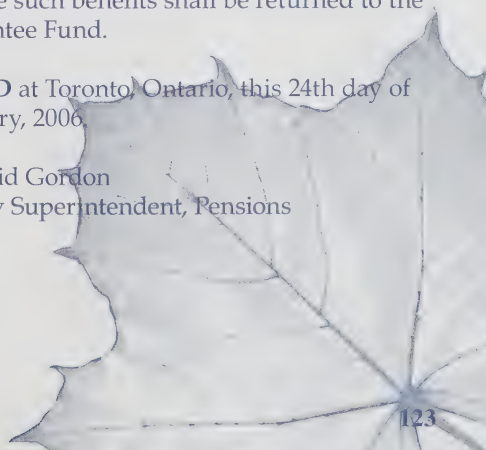 such benefits shall be returned to the
ntee Fund.
D at Toronto, Ontario, this 24th day of
ry, 2006.
id Gordon
y Superintendent, Pensions
123